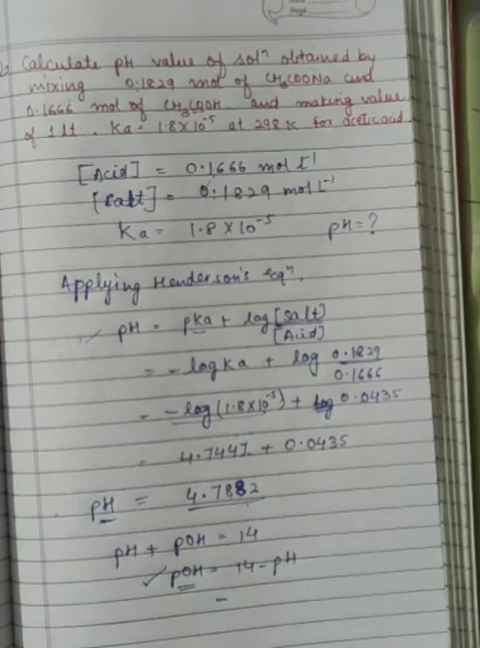 Calculate pH value of solⁿ obtained by
mixing 0.1829 mol of CH₃COONa and
0.1666 mol of CH₃COOH and making value
of 1 lt. Ka = 1.8×10⁻⁵ at 298 K for acetic acid
[Acid] = 0.1666 mol L⁻¹
[Salt] = 0.1829 mol L⁻¹
Ka = 1.8×10⁻⁵ pH = ?
Applying Henderson's eqⁿ,
pH = pKa + log [Salt]
[Acid]
= -log Ka + log 0.1829
0.1666
= -log(1.8×10⁻⁵) + 0.0435
= 4.7447 + 0.0435
pH = 4.7882
pH + pOH = 14
pOH = 14 - pH